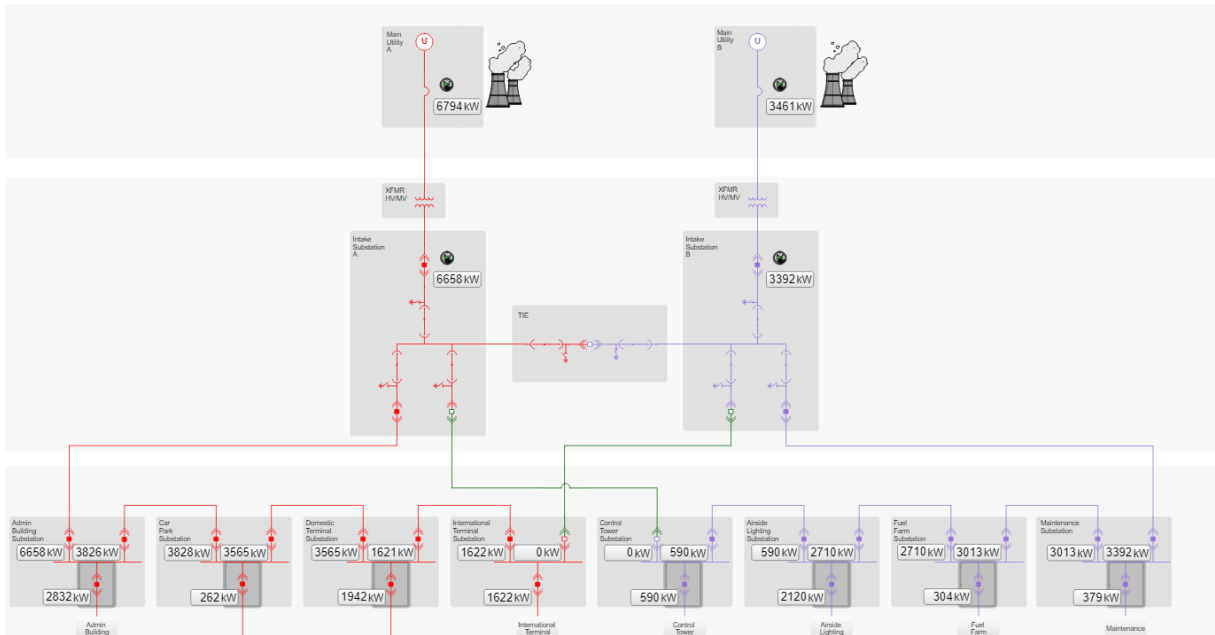 Main
Utility
A
U
6794 kW
Main
Utility
B
U
3461 kW
XFMR
HV/MV
XFMR
HV/MV
Intake
Substation
A
6658 kW
TIE
Intake
Substation
B
3392 kW
Admin
Building
Substation
6658 kW 3826 kW
2832 kW
Admin
Building
Car
Park
Substation
3828 kW 3565 kW
262 kW
Domestic
Terminal
Substation
3565 kW 1621 kW
1942 kW
International
Terminal
Substation
1622 kW 0 kW
1622 kW
International
Terminal
Control
Tower
Substation
0 kW 590 kW
590 kW
Control
Tower
Airside
Lighting
Substation
590 kW 2710 kW
2120 kW
Airside
Lighting
Fuel
Farm
Substation
2710 kW 3013 kW
304 kW
Fuel
Farm
Maintenance
Substation
3013 kW 3392 kW
379 kW
Maintenance